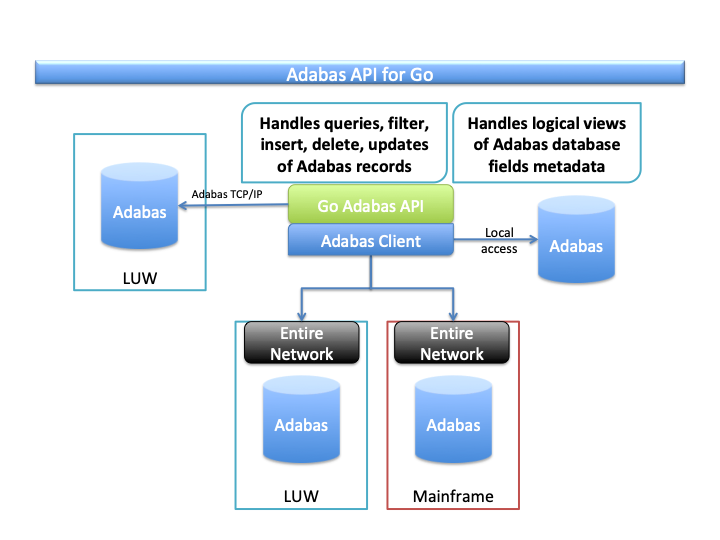 Adabas API for Go
Handles queries, filter,
insert, delete, updates
of Adabas records
Handles logical views
of Adabas database
fields metadata
Adabas
LUW
Adabas TCP/IP
Go Adabas API
Adabas Client
Local
access
Adabas
Entire
Network
Adabas
LUW
Entire
Network
Adabas
Mainframe